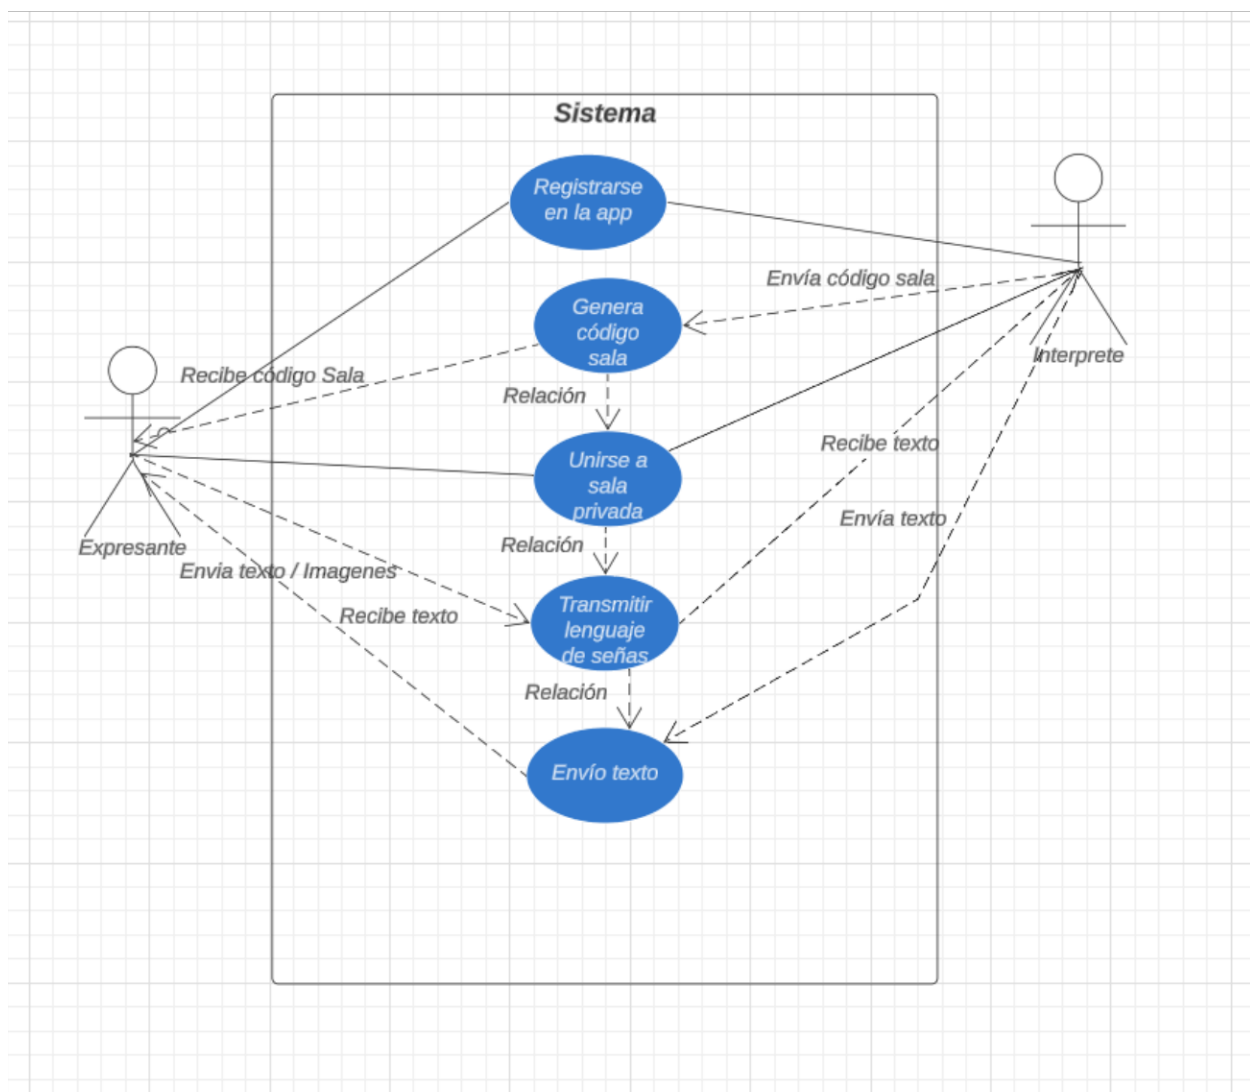 Sistema
Registrarse
en la app
Envía código sala
Genera
código
sala
Interprete
Recibe código Sala
Relación
Recibe texto
Unirse a
sala
privada
Envía texto
Relación
Expresante
Envia texto / Imagenes
Transmitir
lenguaje
de señas
Recibe texto
Relación
Envío texto